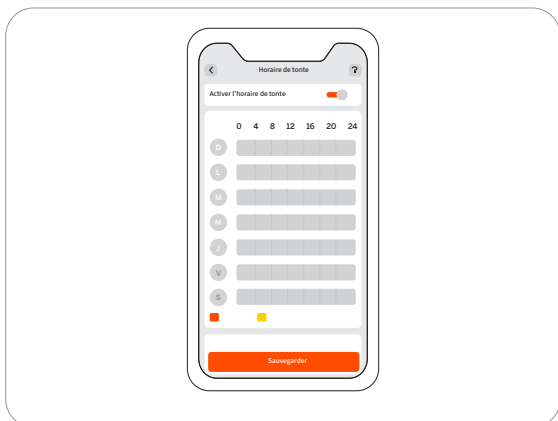 Horaire de tonte
?
Activer l'horaire de tonte
0 4 8 12 16 20 24
D
L
M
M
J
V
S
Sauvegarder